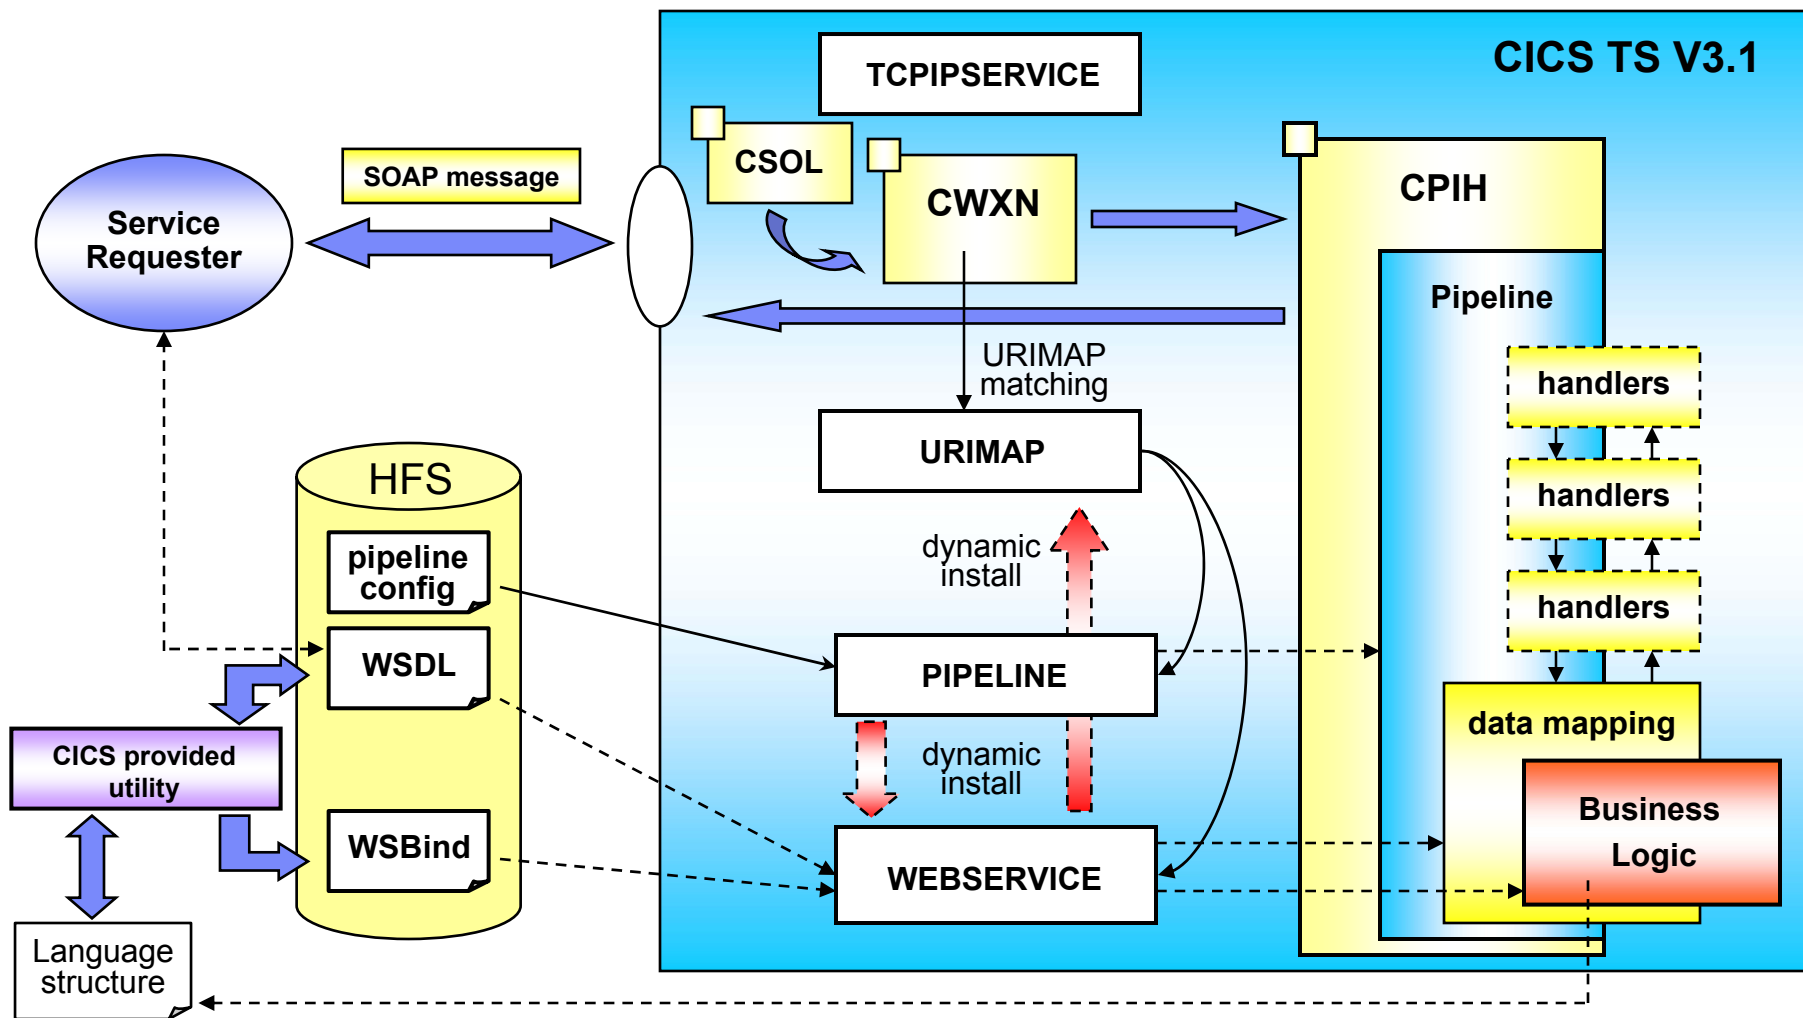 CICS TS V3.1
TCPIPSERVICE
CSOL
CWXN
CPIH
SOAP message
Service
Requester
Pipeline
URIMAP
matching
handlers
URIMAP
HFS
handlers
dynamic
install
pipeline
config
handlers
WSDL
PIPELINE
data mapping
CICS provided
utility
dynamic
install
Business
Logic
WSBind
WEBSERVICE
Language
structure